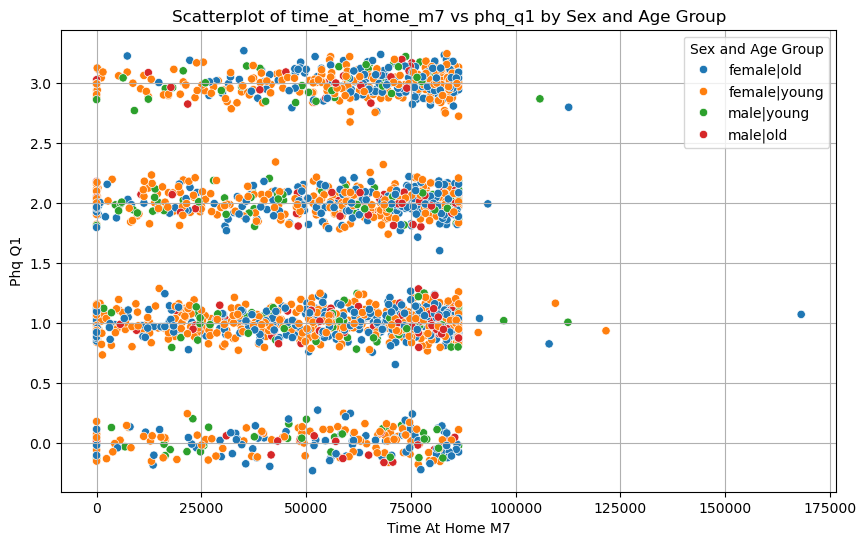 Scatterplot of time_at_home_m7 vs phq_q1 by Sex and Age Group
Sex and Age Group
female|old
female|young
male|young
male|old
Phq Q1
3.0
2.5
2.0
1.5
1.0
0.5
0.0
0 25000 50000 75000 100000 125000 150000 175000
Time At Home M7